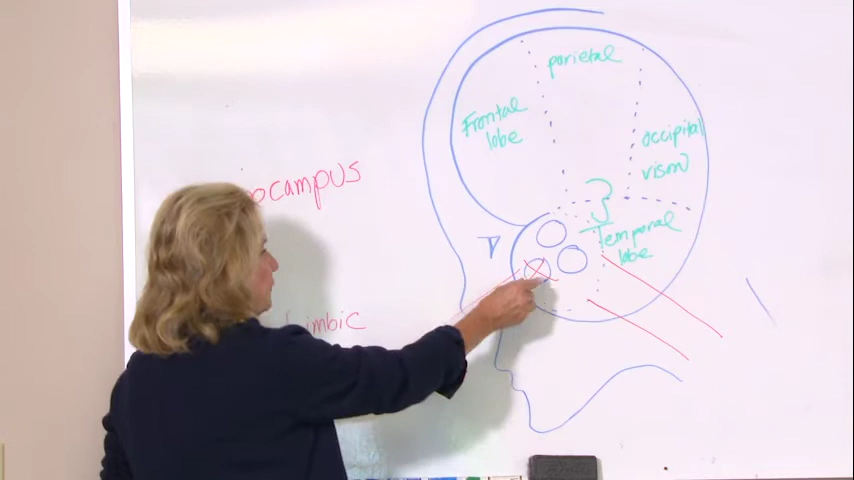 parietal
Frontal
lobe
occipital
vision
ocampus
Temporal
lobe
imbic